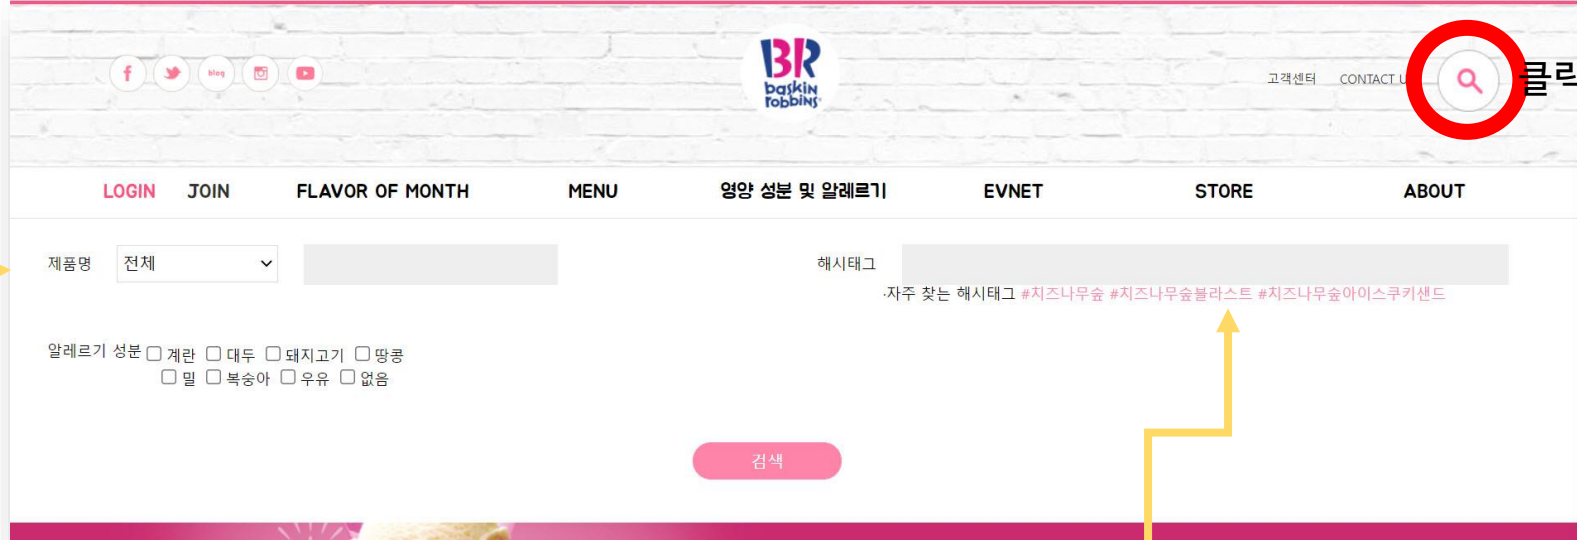 blog
BR
baskin
robbins
고객센터 CONTACT U
LOGIN JOIN FLAVOR OF MONTH MENU 영양 성분 및 알레르기 EVNET STORE ABOUT
제품명 전체 해시태그
·자주 찾는 해시태그 #치즈나무숲 #치즈나무숲블라스트 #치즈나무숲아이스쿠키샌드
알레르기 성분 계란 대두 돼지고기 땅콩
밀 복숭아 우유 없음
검색